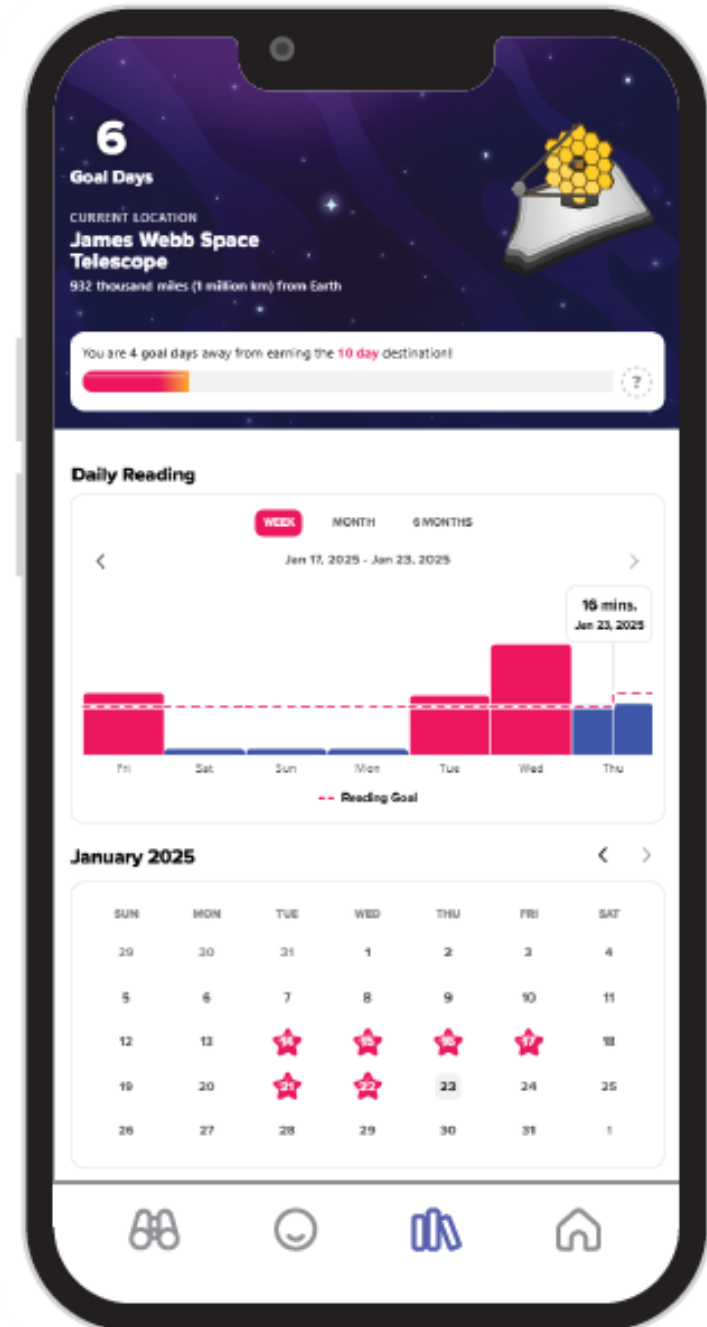 6
Goal Days
CURRENT LOCATION
James Webb Space
Telescope
932 thousand miles (1 million km) from Earth
You are 4 goal days away from earning the 10 day destination!
?
Daily Reading
WEEK MONTH 6 MONTHS
Jan 17, 2025 - Jan 23, 2025
16 mins.
Jan 23, 2025
Fri Sat Sun Mon Tue Wed Thu
Reading Goal
January 2025
SUN MON TUE WED THU FRI SAT
29 30 31 1 2 3 4
5 6 7 8 9 10 11
12 13 14 15 16 17 18
19 20 21 22 23 24 25
26 27 28 29 30 31 1